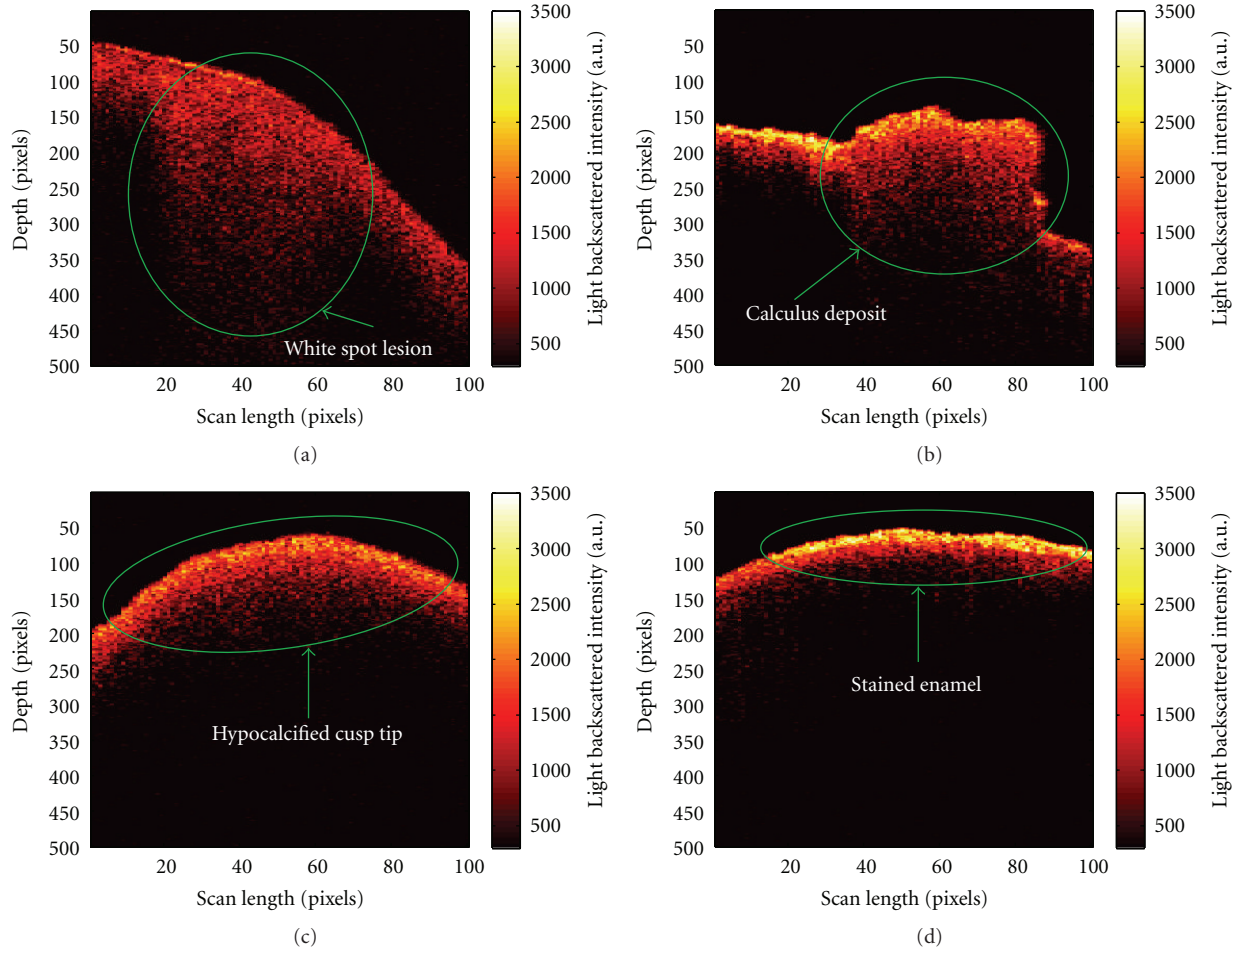 50
100
150
200
250
300
350
400
450
500
Depth (pixels)
White spot lesion
20 40 60 80 100
Scan length (pixels)
3500
3000
2500
2000
1500
1000
500
Light backscattered intensity (a.u.)
(a)
50
100
150
200
250
300
350
400
450
500
Depth (pixels)
Calculus deposit
20 40 60 80 100
Scan length (pixels)
3500
3000
2500
2000
1500
1000
500
Light backscattered intensity (a.u.)
(b)
50
100
150
200
250
300
350
400
450
500
Depth (pixels)
Hypocalcified cusp tip
20 40 60 80 100
Scan length (pixels)
3500
3000
2500
2000
1500
1000
500
Light backscattered intensity (a.u.)
(c)
50
100
150
200
250
300
350
400
450
500
Depth (pixels)
Stained enamel
20 40 60 80 100
Scan length (pixels)
3500
3000
2500
2000
1500
1000
500
Light backscattered intensity (a.u.)
(d)